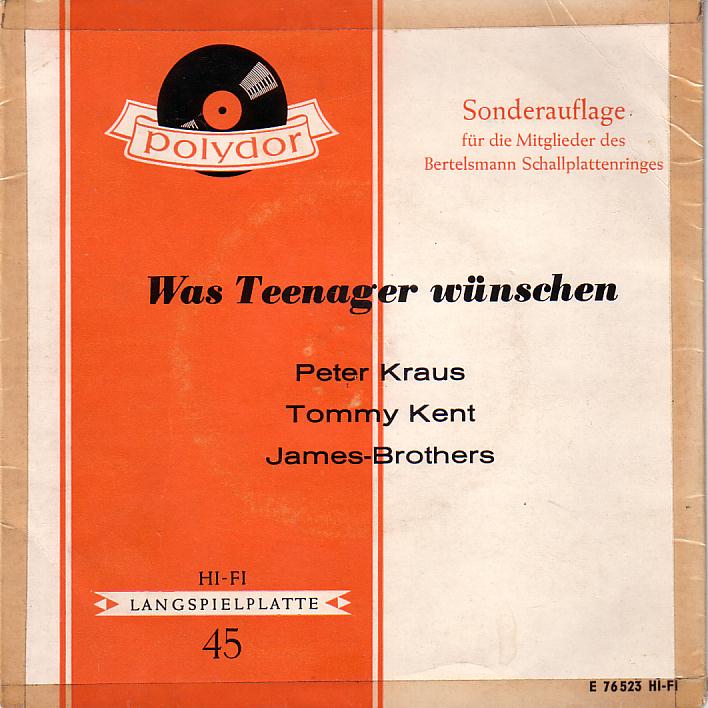 polydor
Sonderauflage
für die Mitglieder des
Bertelsmann Schallplattenringes
Was Teenager wünschen
Peter Kraus
Tommy Kent
James-Brothers
HI-FI
LANGSPIELPLATTE
45
E 76523 HI-FI